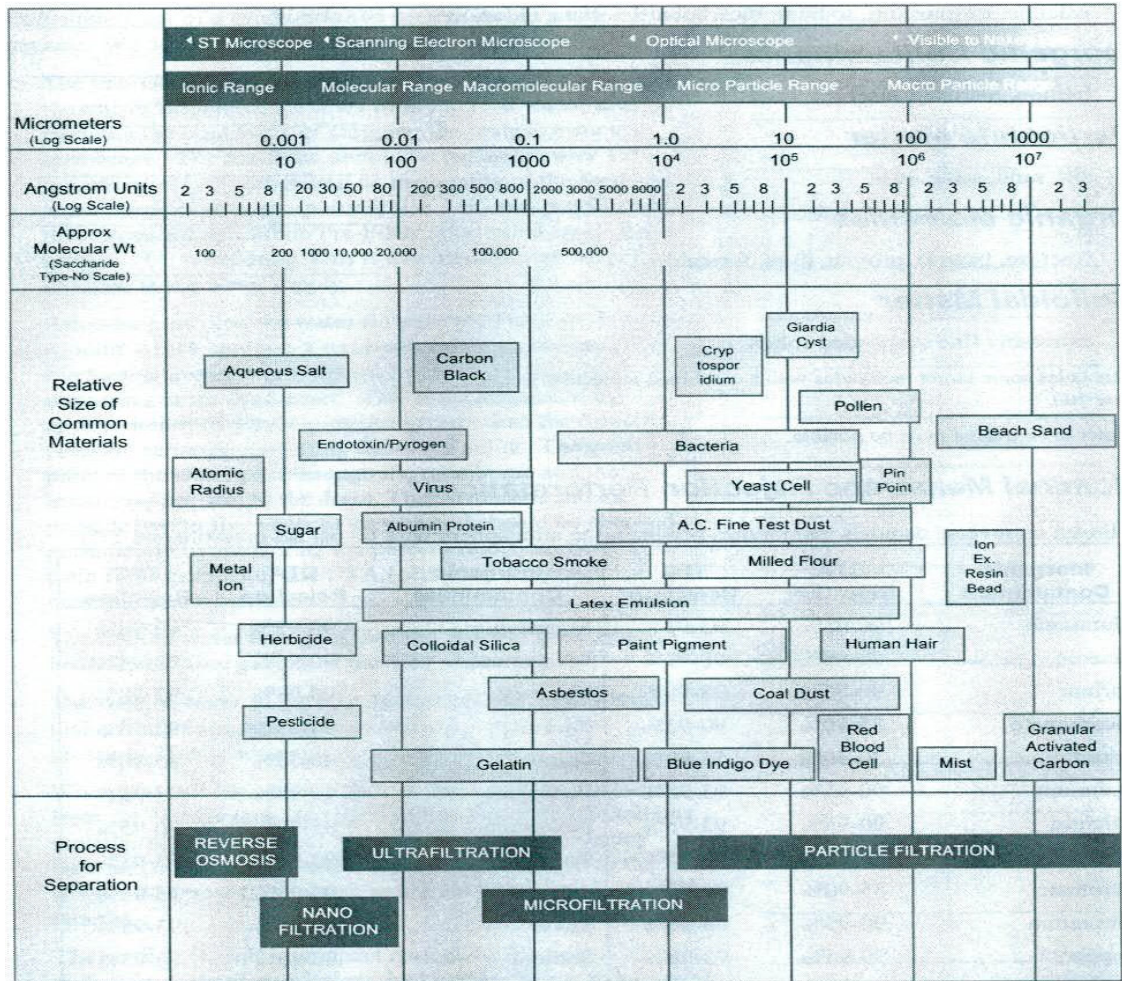 ST Microscope Scanning Electron Microscope Optical Microscope Visible to Naked
Ionic Range Molecular Range Macromolecular Range Micro Particle Range Macro Particle Range
Micrometers
(Log Scale)
0.001 0.01 0.1 1.0 10 100 1000
10 100 1000 10⁴ 10⁵ 10⁶ 10⁷
Angstrom Units
(Log Scale)
2 3 5 8 20 30 50 80 200 300 500 800 2000 3000 5000 8000 2 3 5 8 2 3 5 8 2 3 5 8 2 3
Approx
Molecular Wt
(Saccharide
Type-No Scale)
100 200 1000 10,000 20,000 100,000 500,000
Relative
Size of
Common
Materials
Giardia
Cyst
Cryp
tospor
idium
Carbon
Black
Aqueous Salt
Pollen
Beach Sand
Endotoxin/Pyrogen
Bacteria
Atomic
Radius
Virus
Yeast Cell
Pin
Point
Sugar
Albumin Protein
A.C. Fine Test Dust
Metal
Ion
Tobacco Smoke
Milled Flour
Ion
Ex.
Resin
Bead
Latex Emulsion
Herbicide
Colloidal Silica
Paint Pigment
Human Hair
Asbestos
Coal Dust
Pesticide
Red
Blood
Cell
Granular
Activated
Carbon
Gelatin
Blue Indigo Dye
Mist
Process
for
Separation
REVERSE
OSMOSIS
ULTRAFILTRATION
PARTICLE FILTRATION
NANO
FILTRATION
MICROFILTRATION